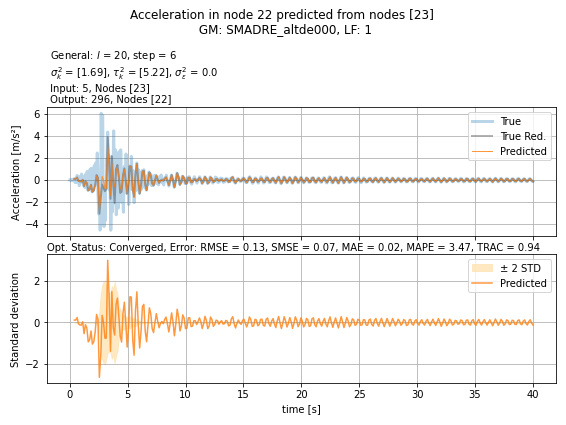 Acceleration in node 22 predicted from nodes [23]
GM: SMADRE_altde000, LF: 1
General: l = 20, step = 6
σ²_k = [1.69], τ²_k = [5.22], σ²_ε = 0.0
Input: 5, Nodes [23]
Output: 296, Nodes [22]
Acceleration [m/s²]
6
4
2
0
−2
−4
True
True Red.
Predicted
Opt. Status: Converged, Error: RMSE = 0.13, SMSE = 0.07, MAE = 0.02, MAPE = 3.47, TRAC = 0.94
Standard deviation
2
0
−2
± 2 STD
Predicted
0 5 10 15 20 25 30 35 40
time [s]